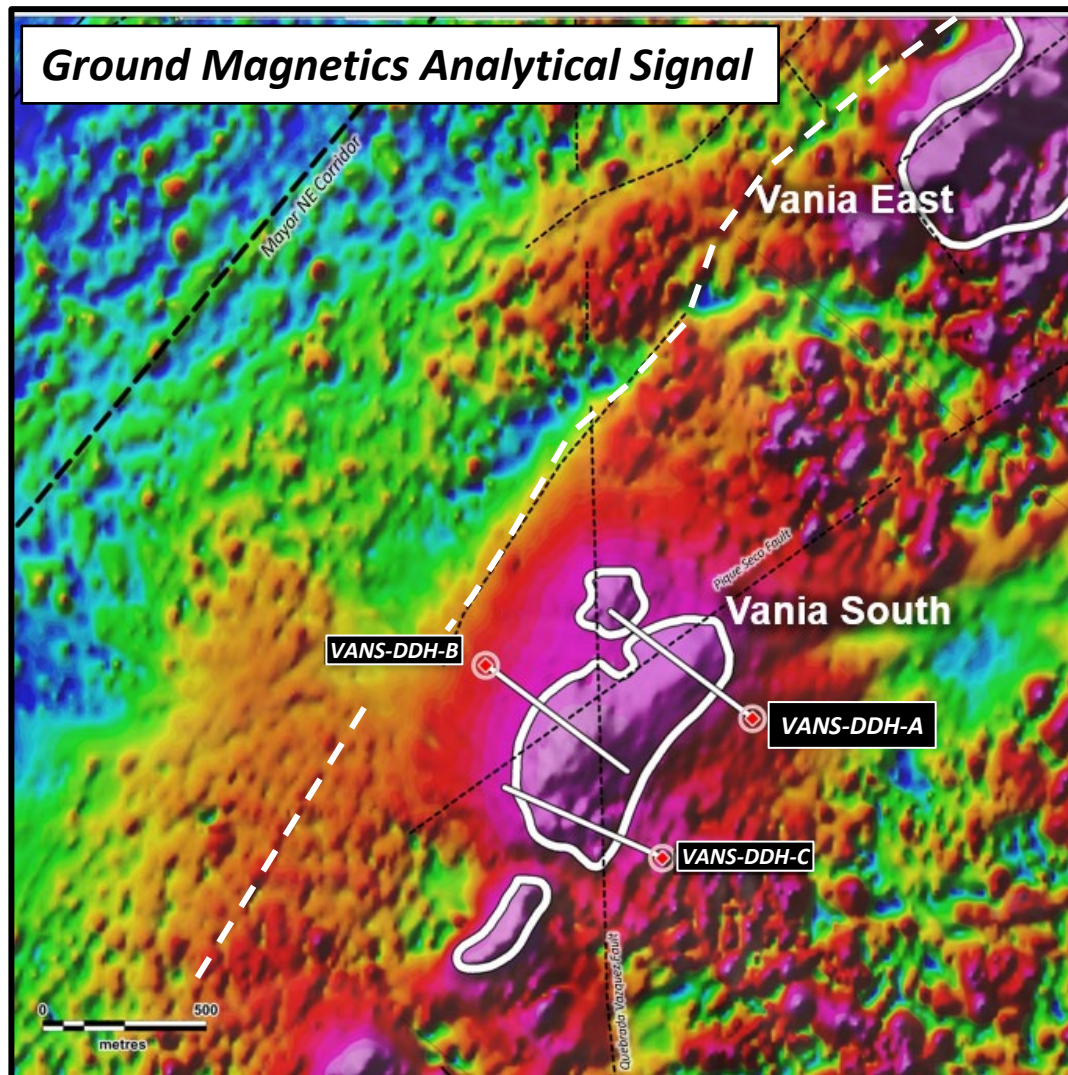 Ground Magnetics Analytical Signal
Mayor NE Corridor
Vania East
Pique Seco Fault
Vania South
VANS-DDH-B
VANS-DDH-A
VANS-DDH-C
Quebrada Vazquez Fault
0 500
metres